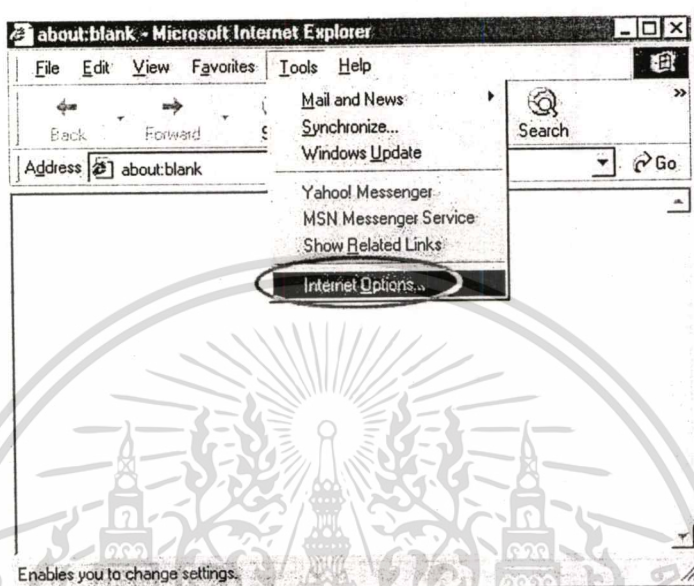 about:blank - Microsoft Internet Explorer
File Edit View Favorites Tools Help
Back Forward Search »
Address about:blank Go
Mail and News
Synchronize...
Windows Update
Yahoo! Messenger
MSN Messenger Service
Show Related Links
Internet Options...
Enables you to change settings.